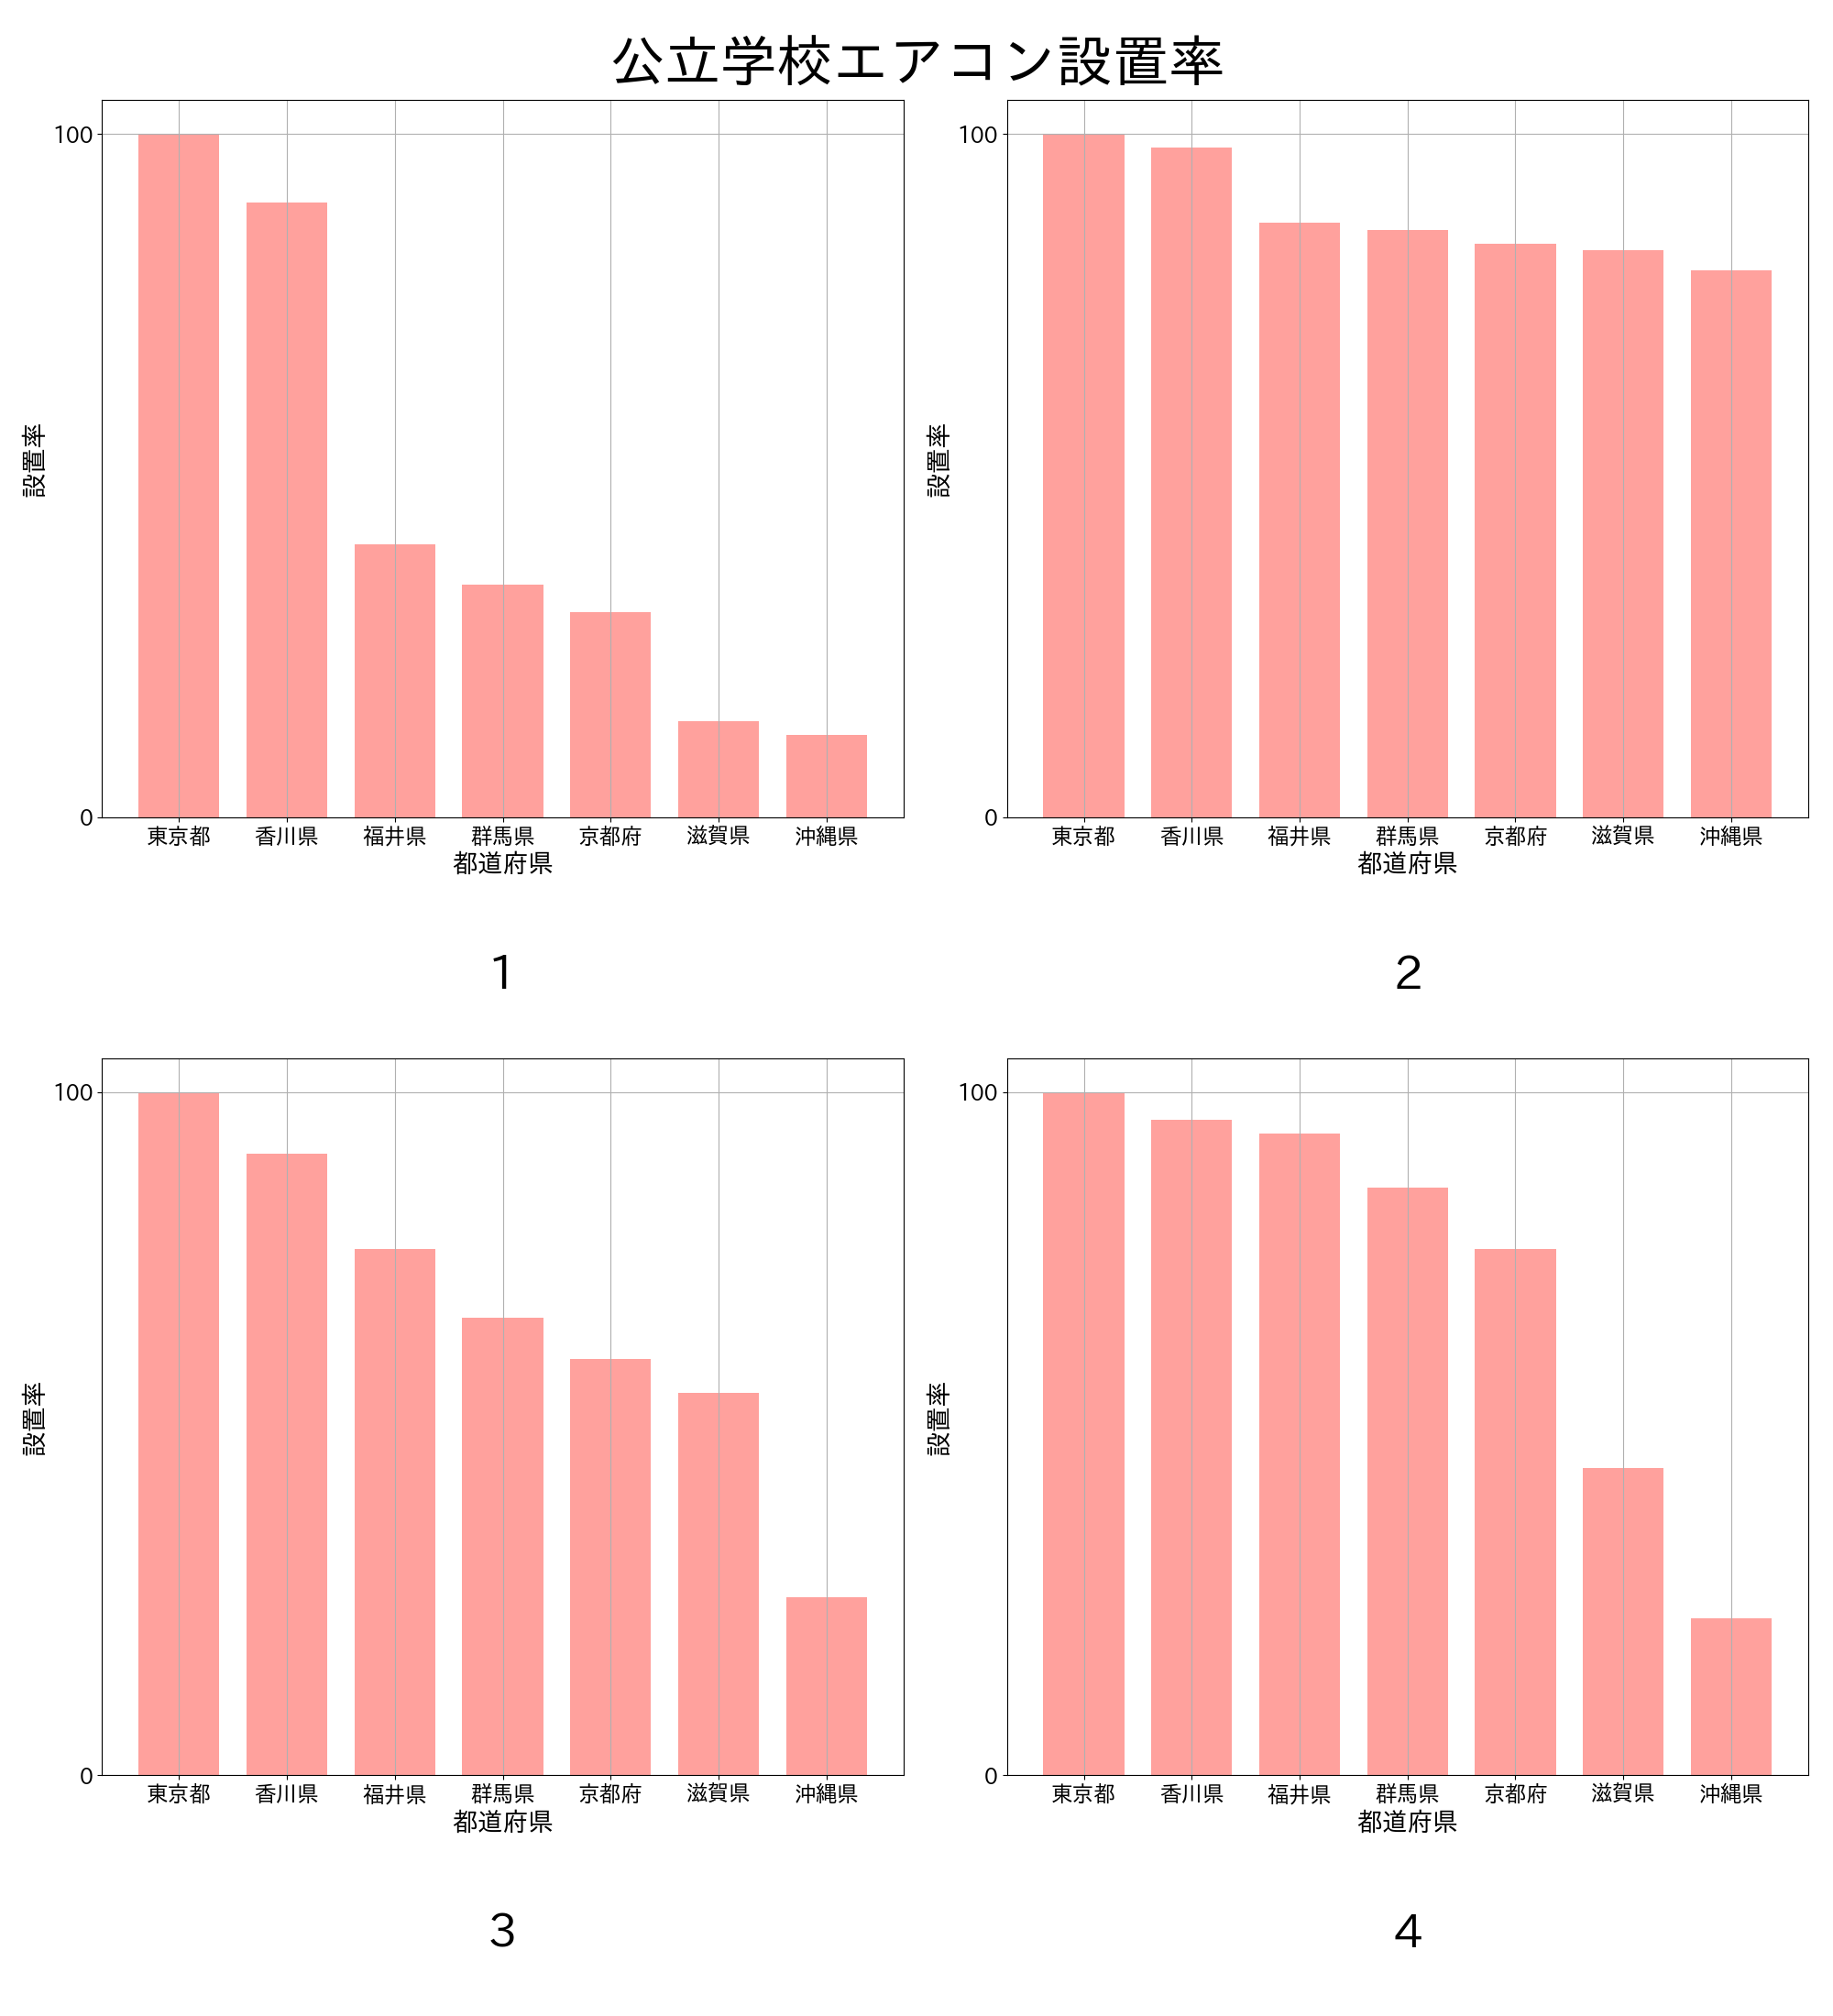 公立学校エアコン設置率
100
設置率
0
東京都 香川県 福井県 群馬県 京都府 滋賀県 沖縄県
都道府県
1
100
設置率
0
東京都 香川県 福井県 群馬県 京都府 滋賀県 沖縄県
都道府県
2
100
設置率
0
東京都 香川県 福井県 群馬県 京都府 滋賀県 沖縄県
都道府県
3
100
設置率
0
東京都 香川県 福井県 群馬県 京都府 滋賀県 沖縄県
都道府県
4